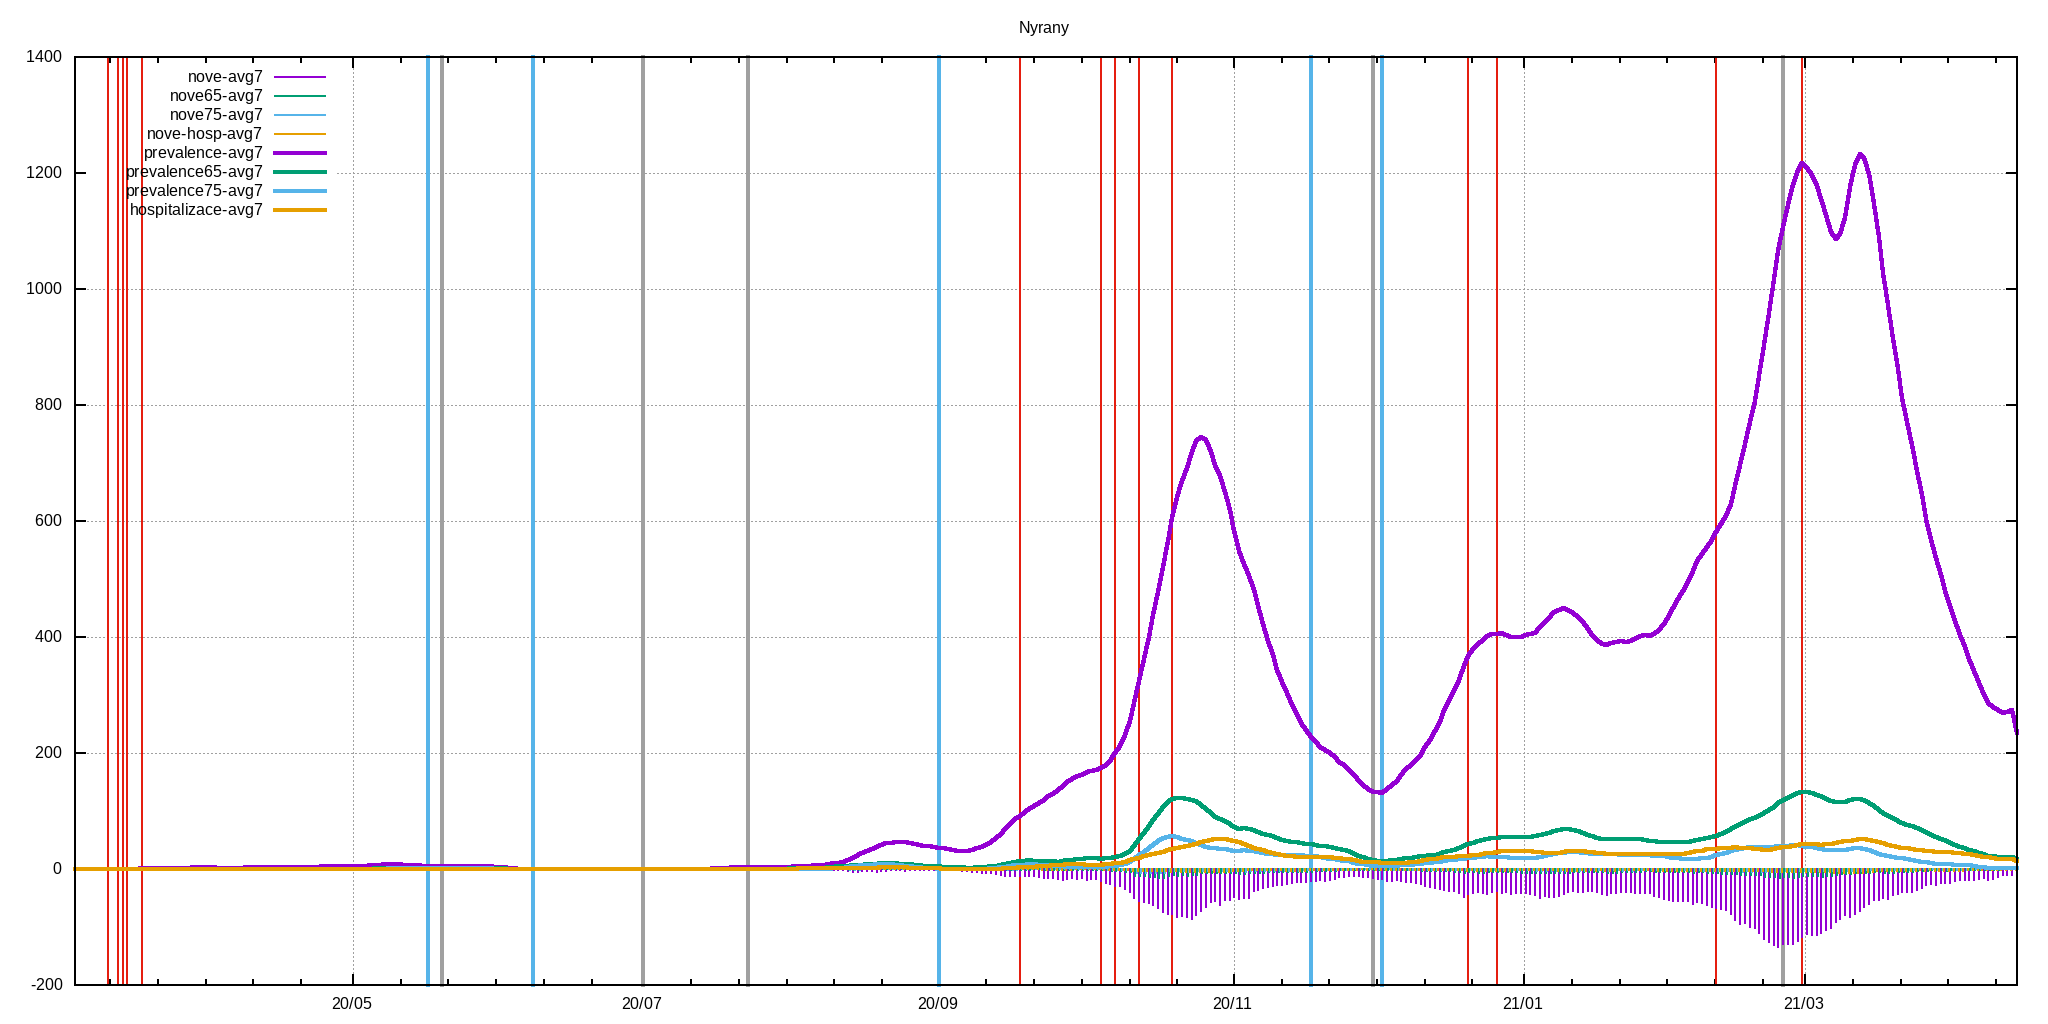 Nyrany
1400
nove-avg7
nove65-avg7
nove75-avg7
nove-hosp-avg7
prevalence-avg7
prevalence65-avg7
prevalence75-avg7
hospitalizace-avg7
1200
1000
800
600
400
200
0
-200
20/05 20/07 20/09 20/11 21/01 21/03